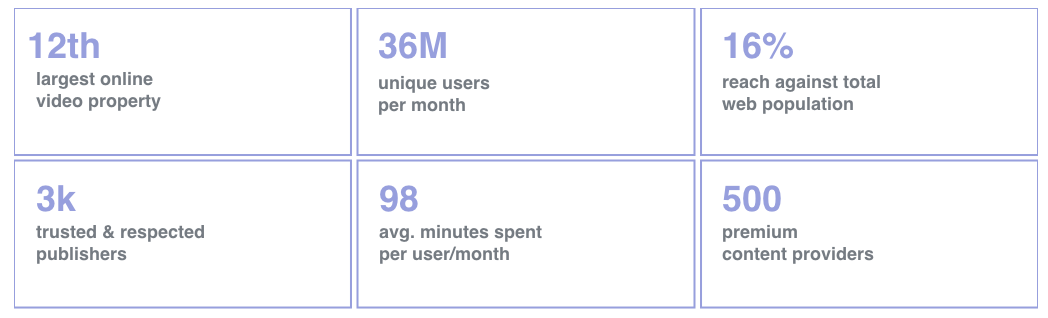 12th
largest online
video property
36M
unique users
per month
16%
reach against total
web population
3k
trusted & respected
publishers
98
avg. minutes spent
per user/month
500
premium
content providers